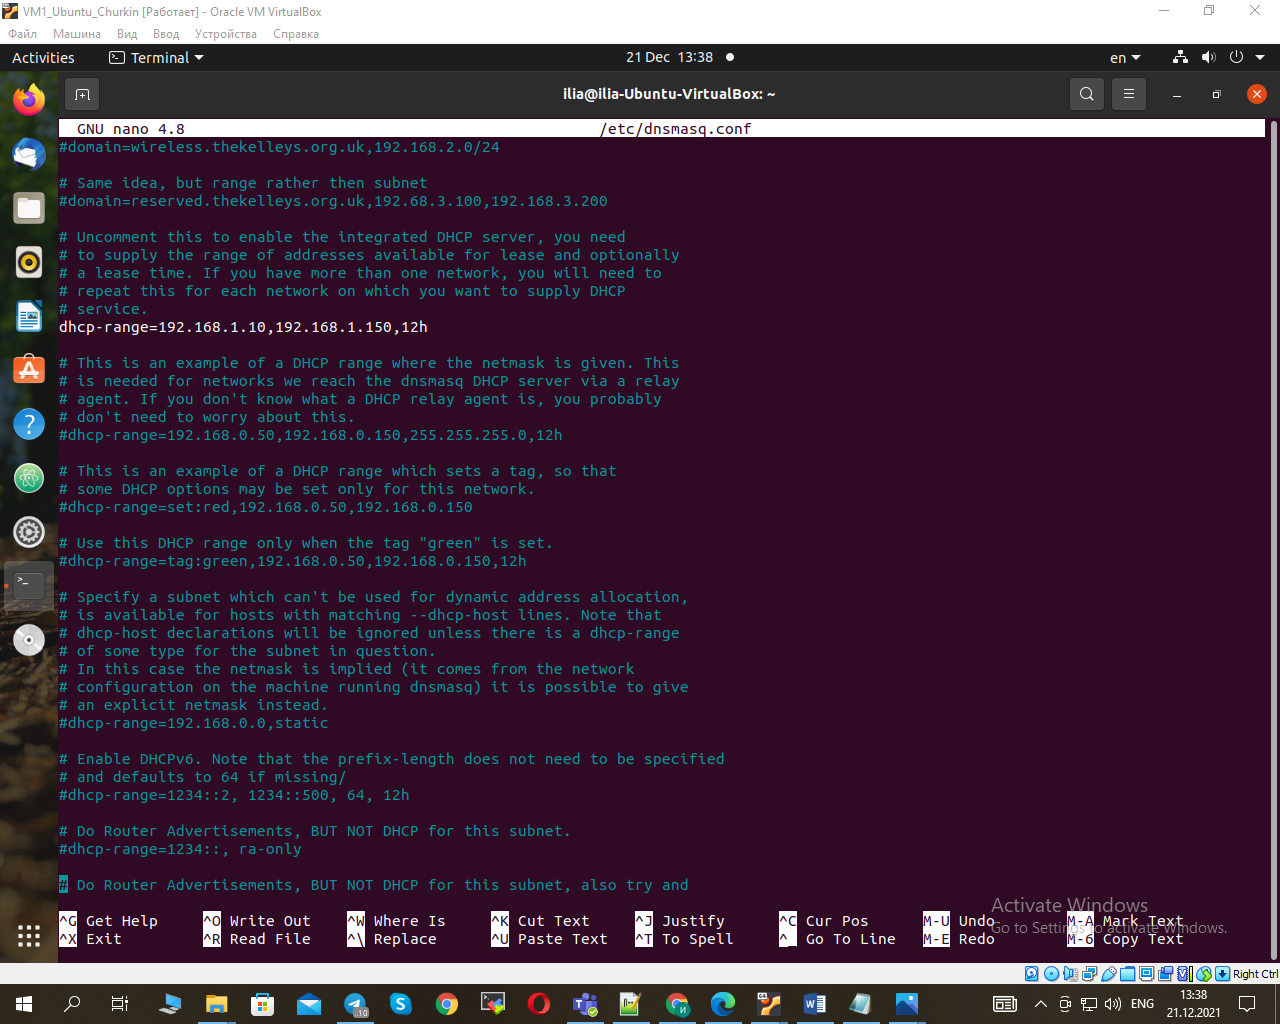 VM1_Ubuntu_Churkin [Работает] - Oracle VM VirtualBox
Файл Машина Вид Ввод Устройства Справка
Activities Terminal 21 Dec 13:38 en
ilia@ilia-Ubuntu-VirtualBox: ~
GNU nano 4.8 /etc/dnsmasq.conf
#domain=wireless.thekelleys.org.uk,192.168.2.0/24
# Same idea, but range rather then subnet
#domain=reserved.thekelleys.org.uk,192.68.3.100,192.168.3.200
# Uncomment this to enable the integrated DHCP server, you need
# to supply the range of addresses available for lease and optionally
# a lease time. If you have more than one network, you will need to
# repeat this for each network on which you want to supply DHCP
# service.
dhcp-range=192.168.1.10,192.168.1.150,12h
# This is an example of a DHCP range where the netmask is given. This
# is needed for networks we reach the dnsmasq DHCP server via a relay
# agent. If you don't know what a DHCP relay agent is, you probably
# don't need to worry about this.
#dhcp-range=192.168.0.50,192.168.0.150,255.255.255.0,12h
# This is an example of a DHCP range which sets a tag, so that
# some DHCP options may be set only for this network.
#dhcp-range=set:red,192.168.0.50,192.168.0.150
# Use this DHCP range only when the tag "green" is set.
#dhcp-range=tag:green,192.168.0.50,192.168.0.150,12h
# Specify a subnet which can't be used for dynamic address allocation,
# is available for hosts with matching --dhcp-host lines. Note that
# dhcp-host declarations will be ignored unless there is a dhcp-range
# of some type for the subnet in question.
# In this case the netmask is implied (it comes from the network
# configuration on the machine running dnsmasq) it is possible to give
# an explicit netmask instead.
#dhcp-range=192.168.0.0,static
# Enable DHCPv6. Note that the prefix-length does not need to be specified
# and defaults to 64 if missing/
#dhcp-range=1234::2, 1234::500, 64, 12h
# Do Router Advertisements, BUT NOT DHCP for this subnet.
#dhcp-range=1234::, ra-only
# Do Router Advertisements, BUT NOT DHCP for this subnet, also try and
Activate Windows
Go to Settings to activate Windows.
^G Get Help ^O Write Out ^W Where Is ^K Cut Text ^J Justify ^C Cur Pos M-U Undo M-A Mark Text
^X Exit ^R Read File ^\ Replace ^U Paste Text ^T To Spell ^_ Go To Line M-E Redo M-6 Copy Text
Right Ctrl
ENG 13:38
21.12.2021